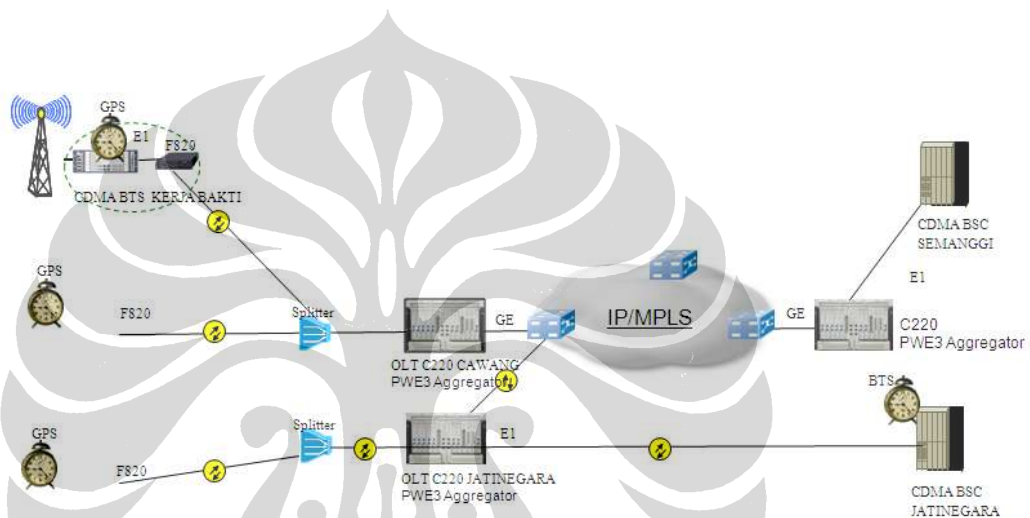 GPS
E1
F820
CDMA BTS KERJA BAKTI
GPS
F820
Splitter
OLT C220 CAWANG
PWE3 Aggregator
GE
IP/MPLS
GE
C220
PWE3 Aggregator
E1
CDMA BSC
SEMANGGI
GPS
F820
Splitter
OLT C220 JATINEGARA
PWE3 Aggregator
E1
BTS
CDMA BSC
JATINEGARA